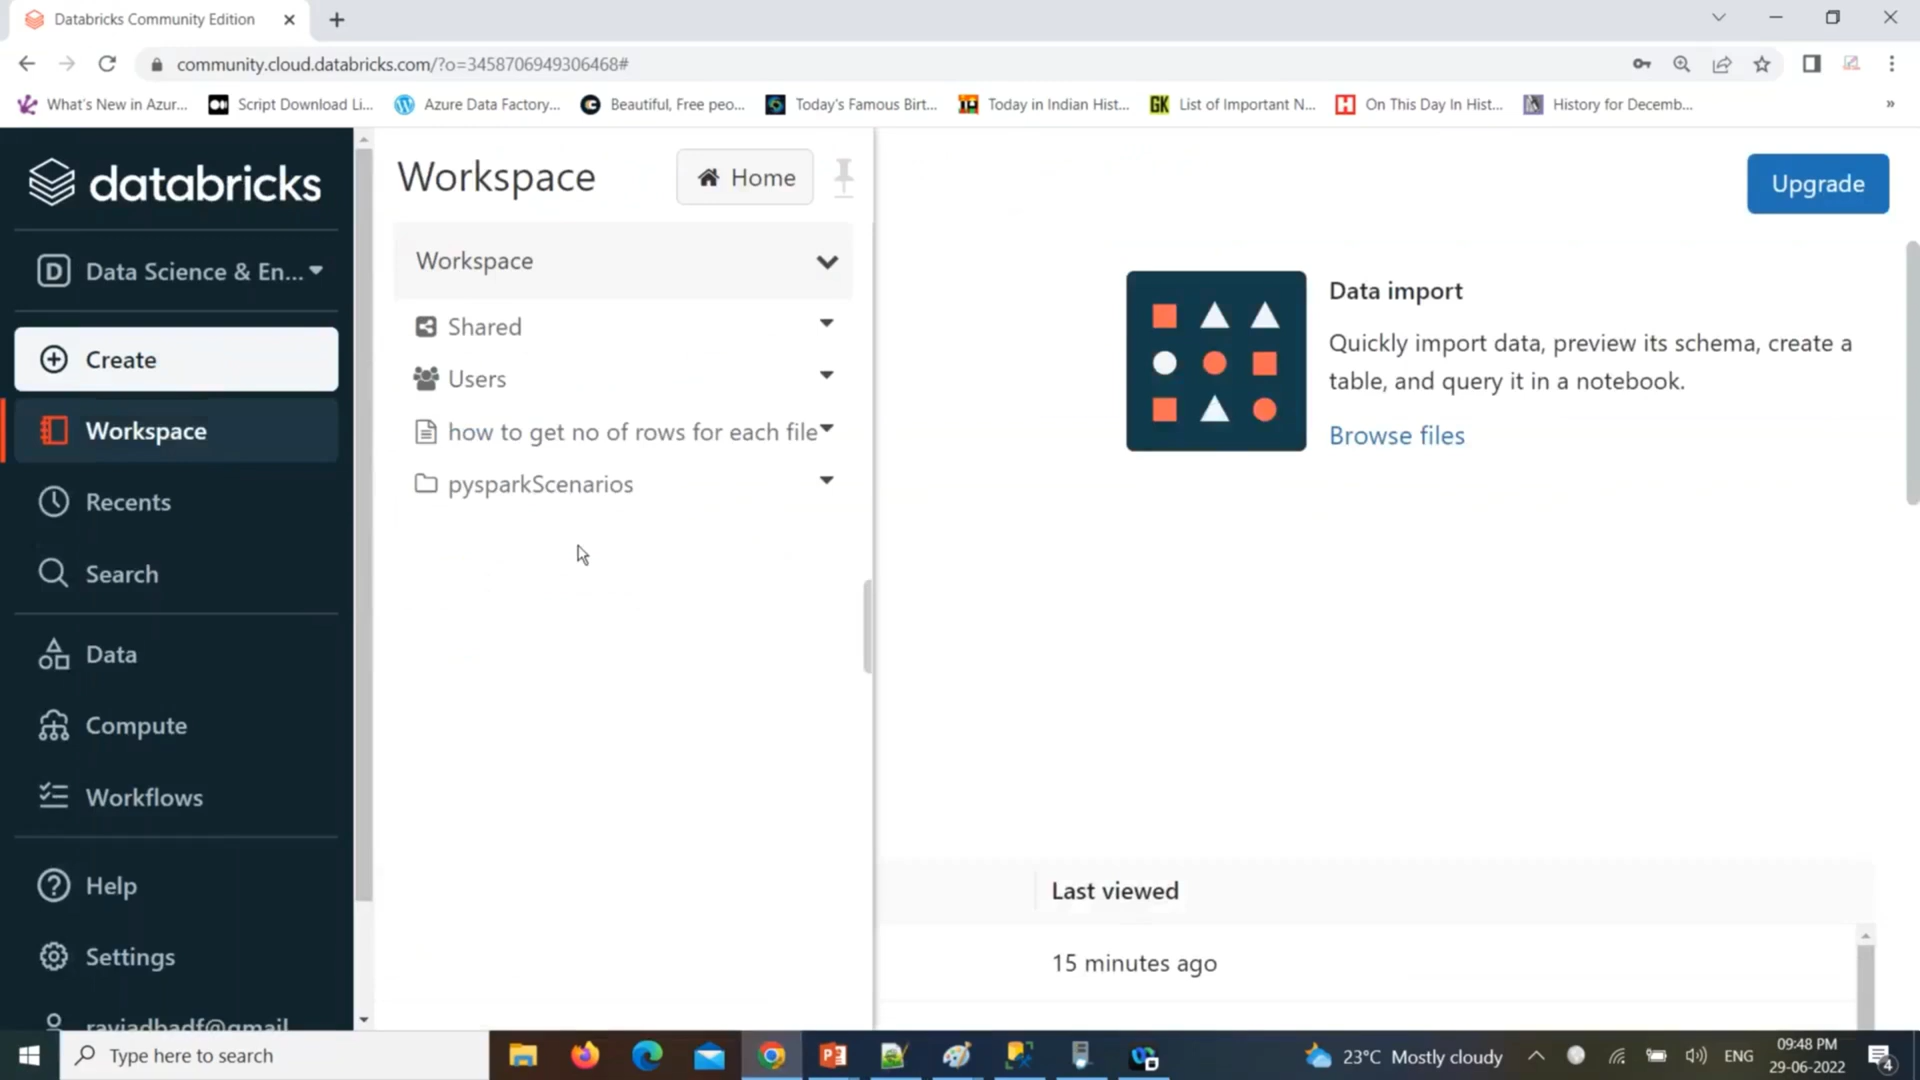 Databricks Community Edition
community.cloud.databricks.com/?o=3458706949306468#
What's New in Azur...
Script Download Li...
Azure Data Factory...
Beautiful, Free peo...
Today's Famous Birt...
Today in Indian Hist...
GK
List of Important N...
H
On This Day In Hist...
History for Decemb...
»
databricks
D
Data Science & En...
Create
Workspace
Recents
Search
Data
Compute
Workflows
Help
Settings
raviadbadf@gmail
Workspace
Home
Workspace
Shared
Users
how to get no of rows for each file
pysparkScenarios
Upgrade
Data import
Quickly import data, preview its schema, create a
table, and query it in a notebook.
Browse files
Last viewed
15 minutes ago
Type here to search
23°C Mostly cloudy
ENG
09:48 PM
29-06-2022
4